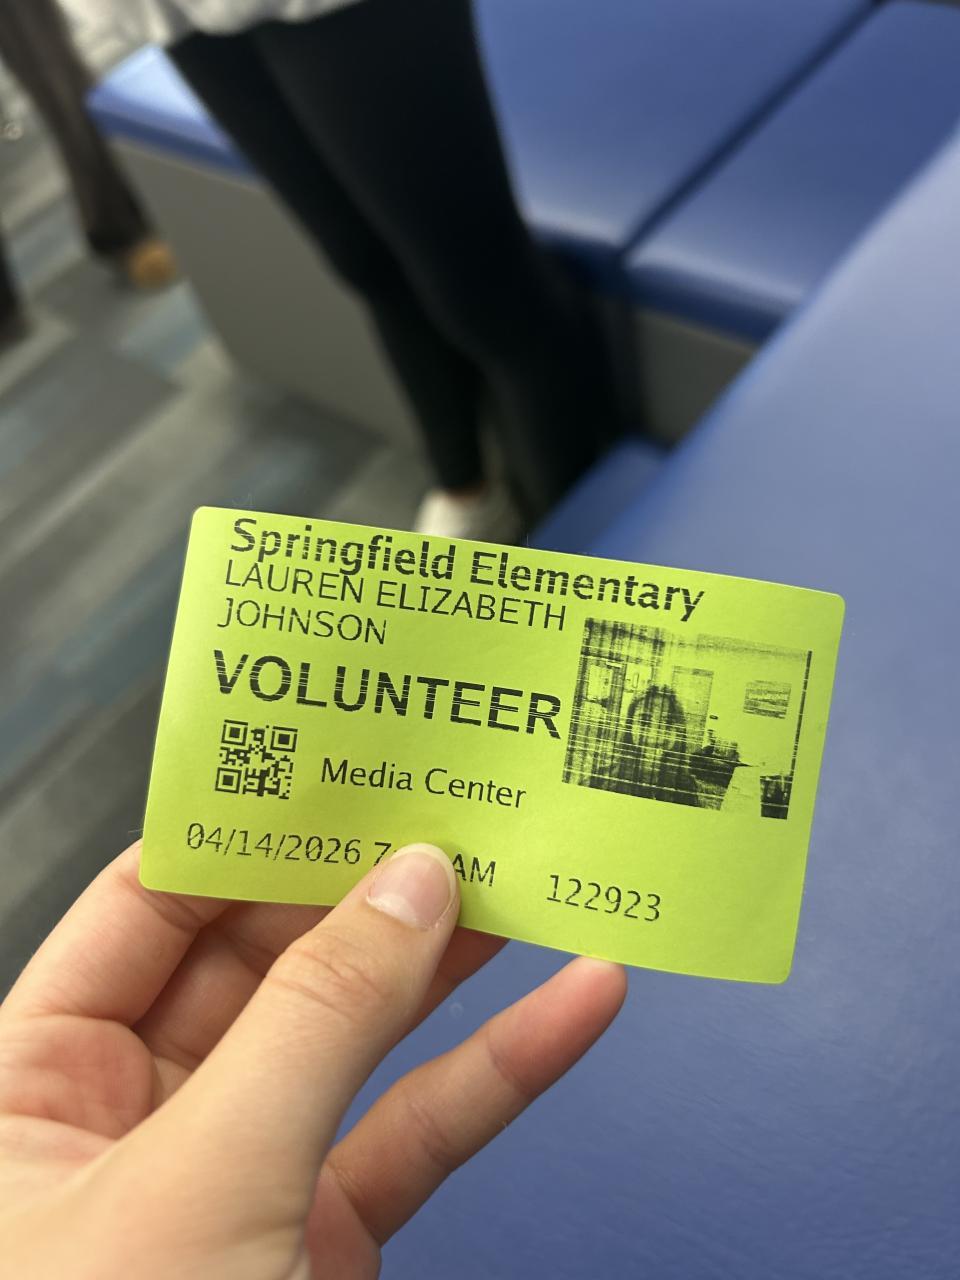 Springfield Elementary
LAUREN ELIZABETH
JOHNSON
VOLUNTEER
Media Center
04/14/2026 AM 122923